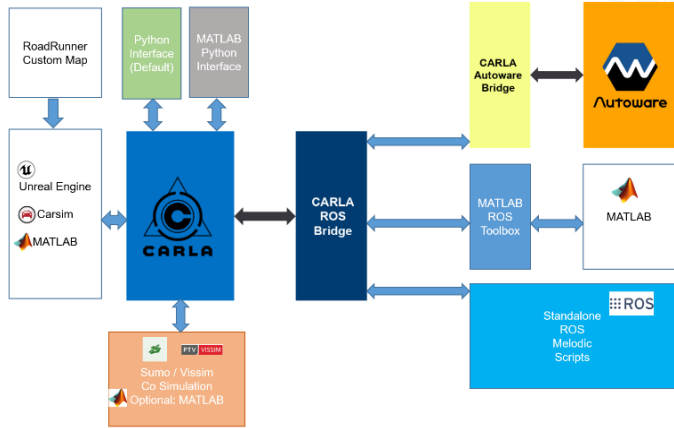 RoadRunner
Custom Map
Python
Interface
(Default)
MATLAB
Python
Interface
CARLA
Autoware
Bridge
Autoware
Unreal Engine
Carsim
MATLAB
CARLA
CARLA
ROS
Bridge
MATLAB
ROS
Toolbox
MATLAB
ROS
Standalone
ROS
Melodic
Scripts
PTV VISSIM
Sumo / Vissim
Co Simulation
Optional: MATLAB